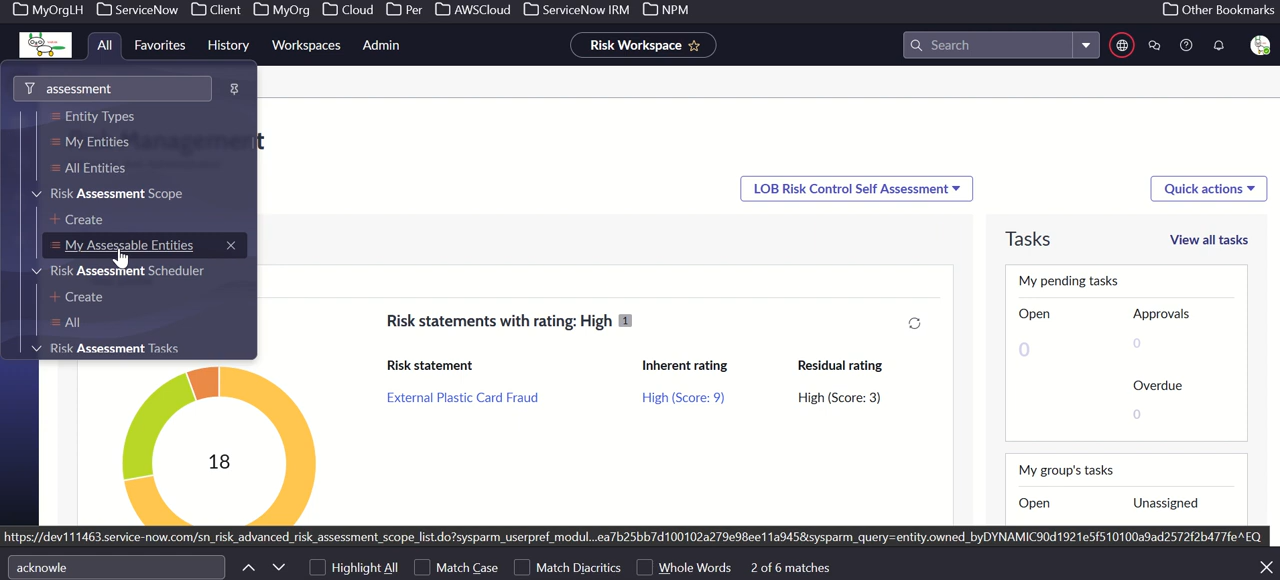 MyOrgLH ServiceNow Client MyOrg Cloud Per AWSCloud ServiceNow IRM NPM Other Bookmarks
All Favorites History Workspaces Admin Risk Workspace Search
assessment
Entity Types
My Entities
All Entities
Risk Assessment Scope
Create
My Assessable Entities
Risk Assessment Scheduler
Create
All
Risk Assessment Tasks
LOB Risk Control Self Assessment Quick actions
Risk statements with rating: High 1
Risk statement Inherent rating Residual rating
External Plastic Card Fraud High (Score: 9) High (Score: 3)
18
Tasks View all tasks
My pending tasks
Open Approvals
0 0
Overdue
0
My group's tasks
Open Unassigned
https://dev111463.service-now.com/sn_risk_advanced_risk_assessment_scope_list.do?sysparm_userpref_modul...ea7b25bb7d100102a279e98ee11a945&sysparm_query=entity.owned_byDYNAMIC90d1921e5f510100a9ad2572f2b477fe^EQ
acknowle Highlight All Match Case Match Diacritics Whole Words 2 of 6 matches